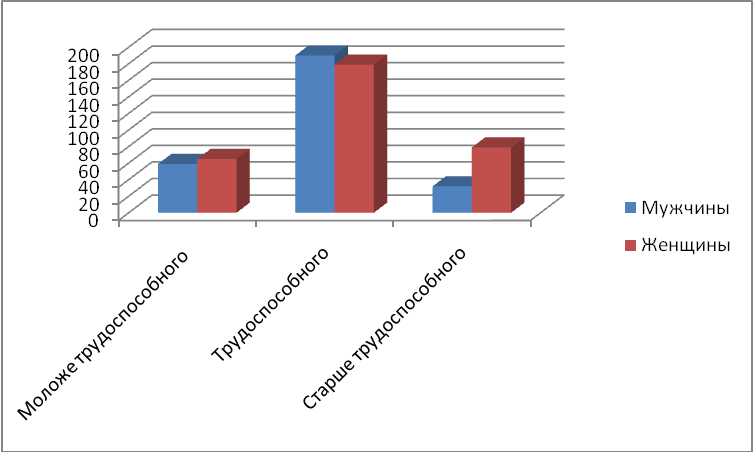 200
180
160
140
120
100
80
60
40
20
0
Моложе трудоспособного
Трудоспособного
Старше трудоспособного
Мужчины
Женщины